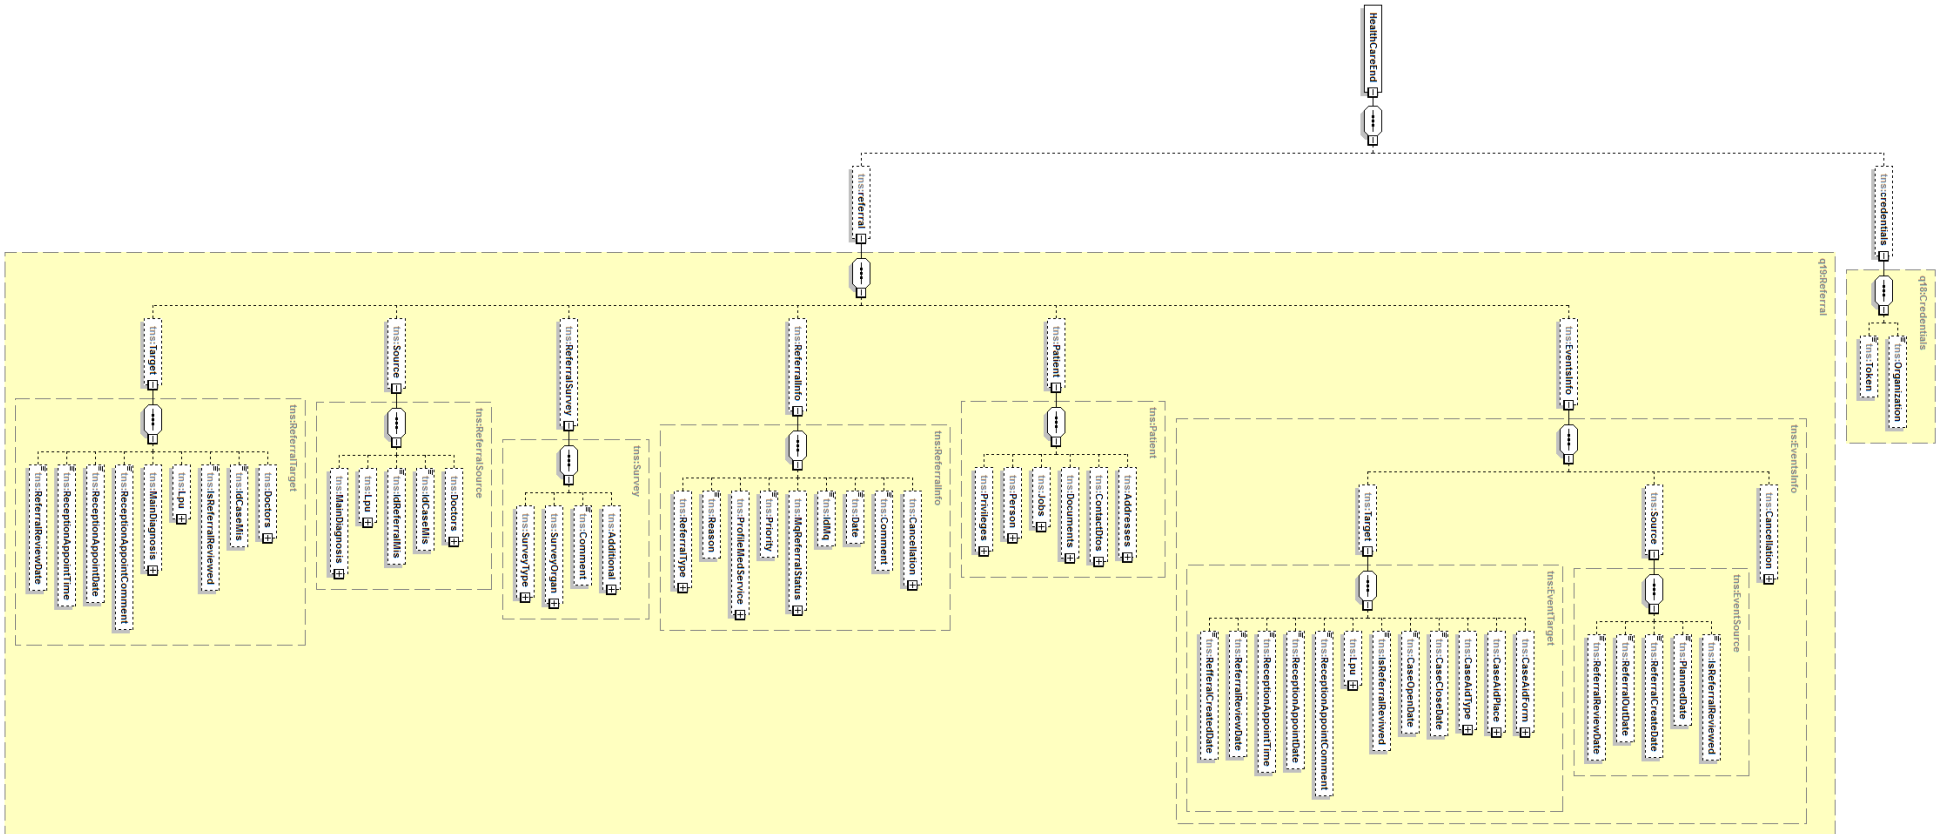 HealthCareEnd
tns:credentials
q18:Credentials
tns:Organization
tns:Token
tns:referral
q19:Referral
tns:EventsInfo
tns:EventsInfo
tns:Cancellation
tns:Source
tns:EventSource
tns:IsReferralReviewed
tns:PlannedDate
tns:ReferralCreateDate
tns:ReferralOutDate
tns:ReferralReviewDate
tns:Target
tns:EventTarget
tns:CaseAidForm
tns:CaseAidPlace
tns:CaseAidType
tns:CaseCloseDate
tns:CaseOpenDate
tns:IsReferralReviwed
tns:Lpu
tns:ReceptionAppointComment
tns:ReceptionAppointDate
tns:ReceptionAppointTime
tns:ReferralReviewDate
tns:RefferalCreatedDate
tns:Patient
tns:Patient
tns:Addresses
tns:ContactDtos
tns:Documents
tns:Jobs
tns:Person
tns:Privileges
tns:ReferralInfo
tns:ReferralInfo
tns:Cancellation
tns:Comment
tns:Date
tns:IdMq
tns:MqReferralStatus
tns:Priority
tns:ProfileMedService
tns:Reason
tns:ReferralType
tns:ReferralSurvey
tns:Survey
tns:Additional
tns:Comment
tns:SurveyOrgan
tns:SurveyType
tns:Source
tns:ReferralSource
tns:Doctors
tns:IdCaseMis
tns:IdReferralMis
tns:Lpu
tns:MainDiagnosis
tns:Target
tns:ReferralTarget
tns:Doctors
tns:IdCaseMis
tns:IsReferralReviewed
tns:Lpu
tns:MainDiagnosis
tns:ReceptionAppointComment
tns:ReceptionAppointDate
tns:ReceptionAppointTime
tns:ReferralReviewDate